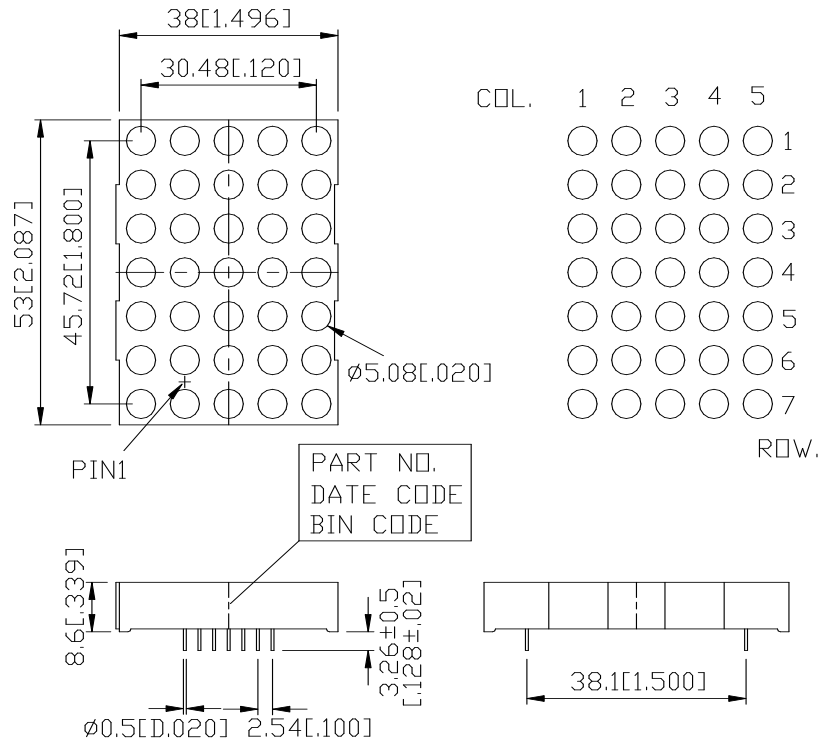 38[1.496]
30.48[.120]
COL. 1 2 3 4 5
1
2
3
4
5
6
7
ROW.
53[2.087]
45.72[1.800]
ø5.08[.020]
PIN1
PART NO.
DATE CODE
BIN CODE
8.6[.339]
3.26±0.5
[.128±.02]
38.1[1.500]
ø0.5[D.020]
2.54[.100]